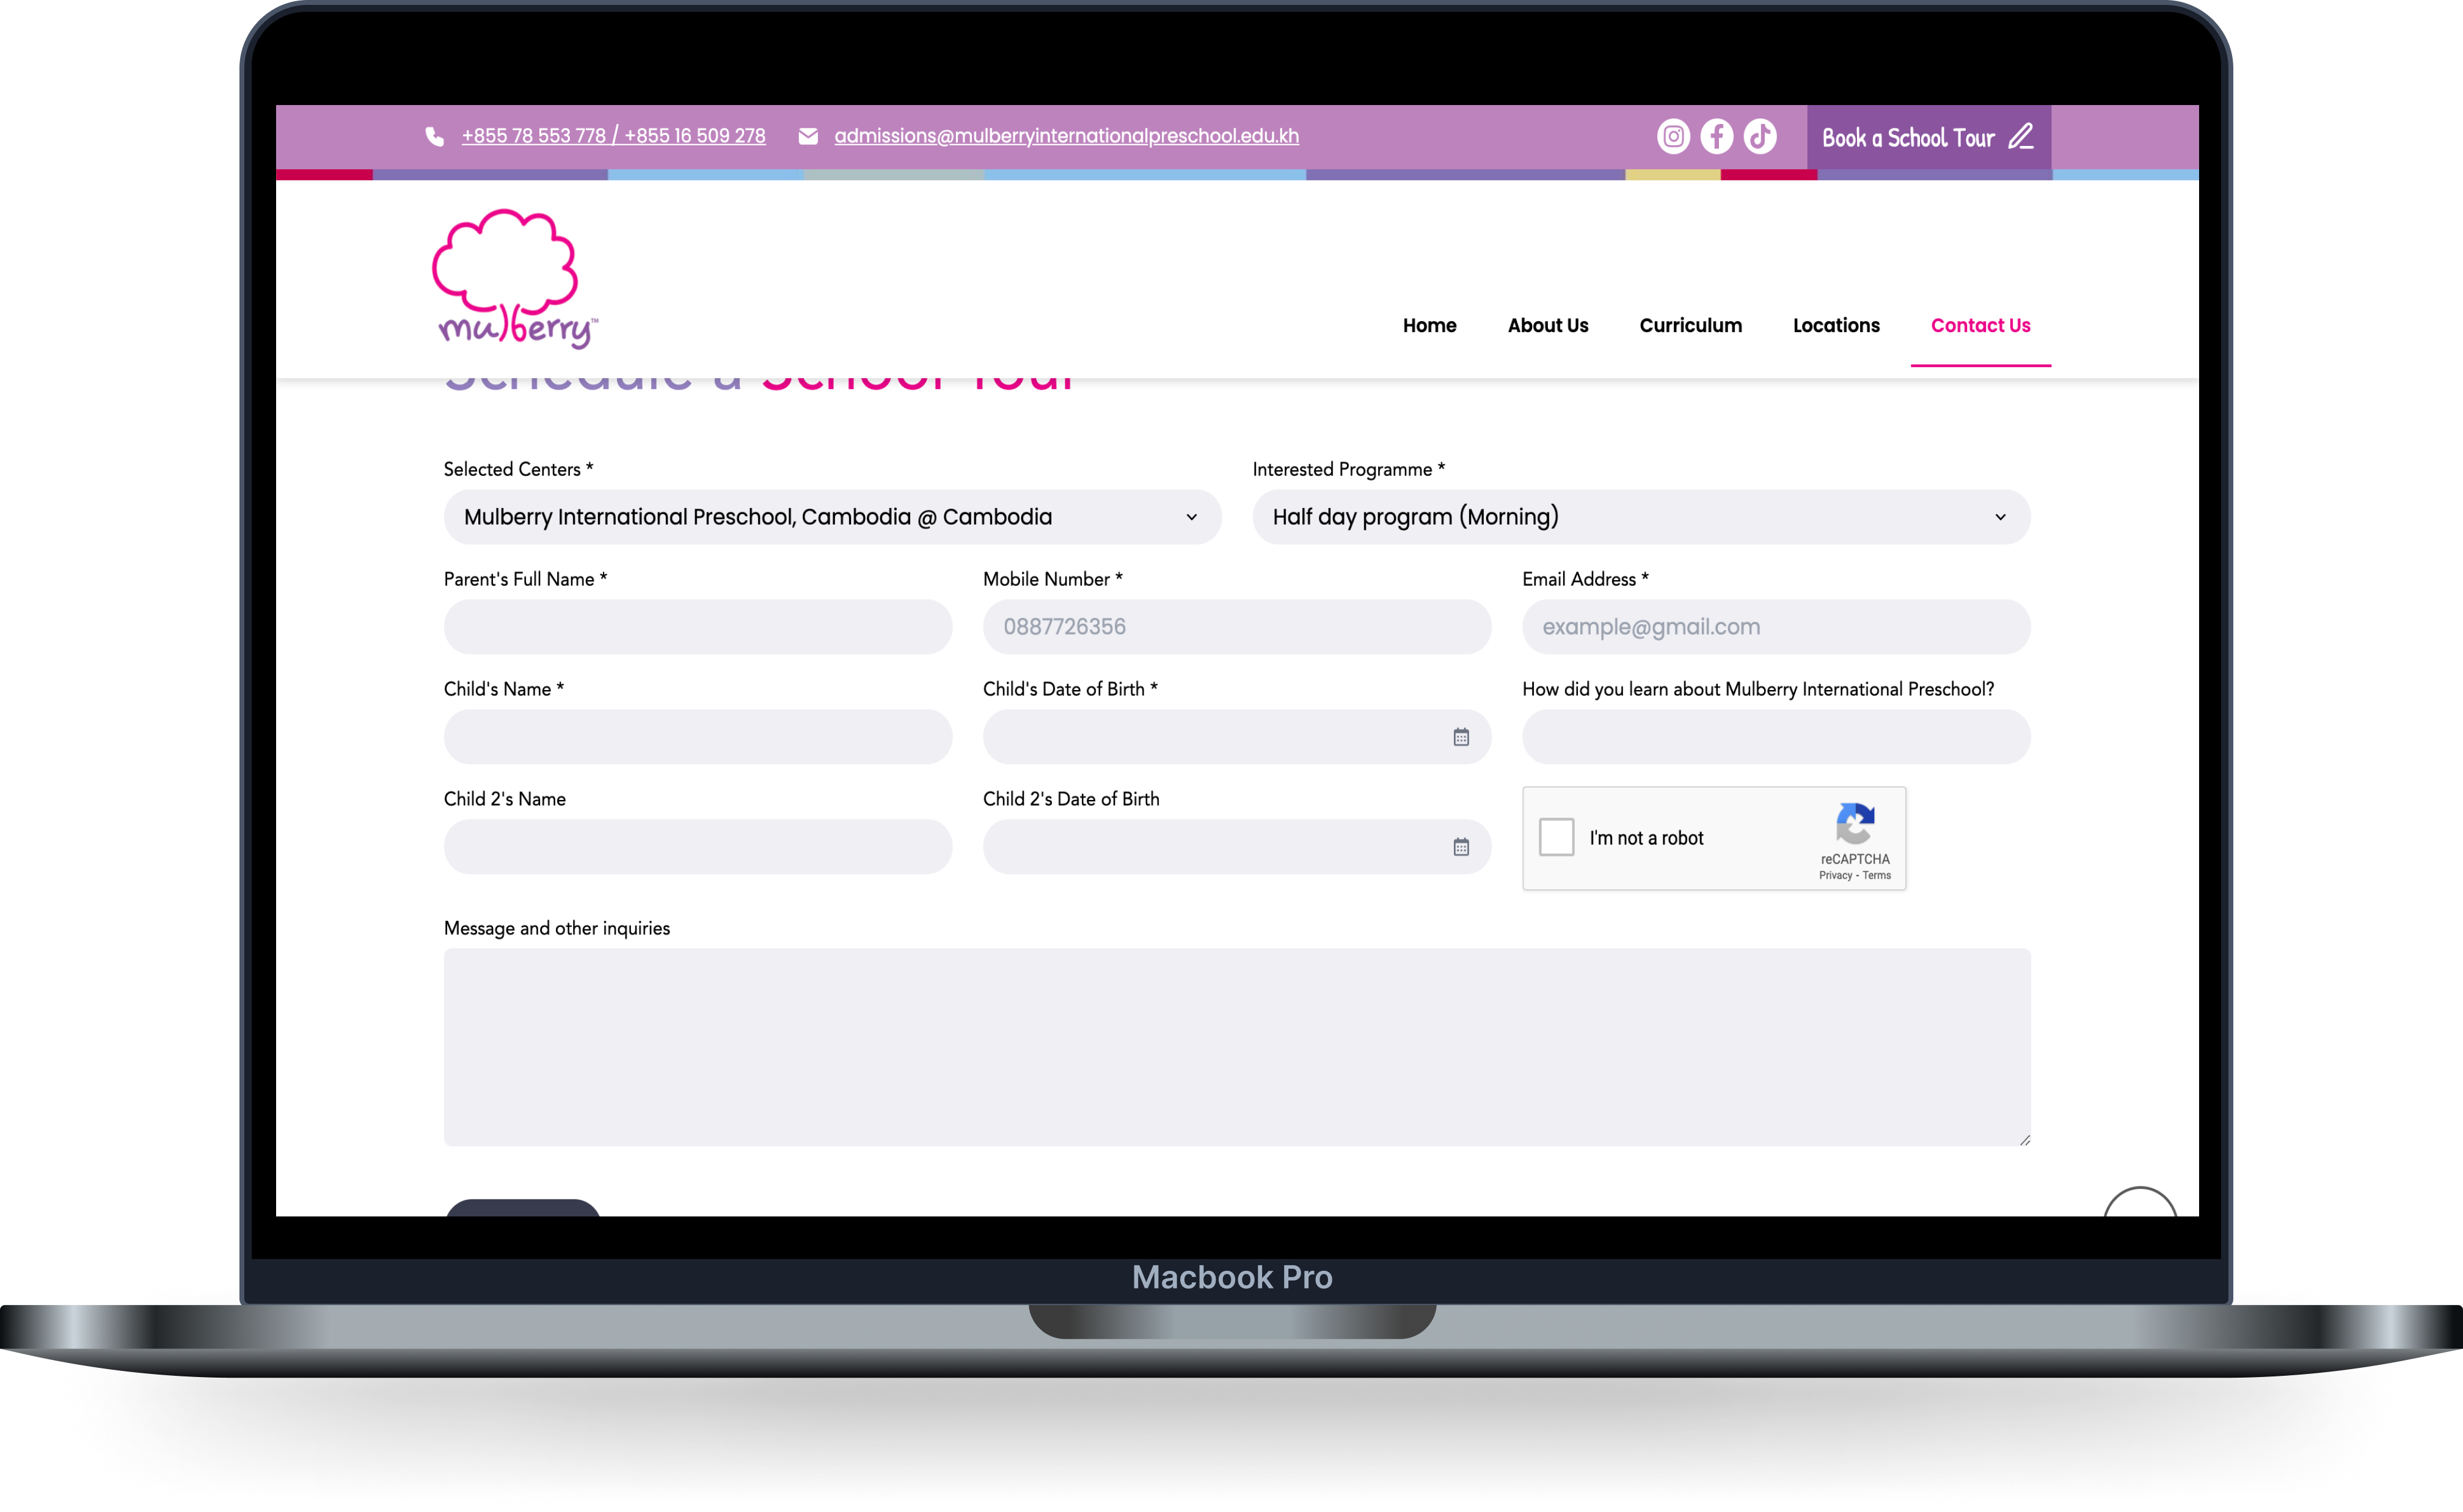 +855 78 553 778 / +855 16 509 278
admissions@mulberryinternationalpreschool.edu.kh
Book a School Tour
mulberry™
Home
About Us
Curriculum
Locations
Contact Us
Schedule a School Tour
Selected Centers *
Interested Programme *
Mulberry International Preschool, Cambodia @ Cambodia
Half day program (Morning)
Parent's Full Name *
Mobile Number *
Email Address *
0887726356
example@gmail.com
Child's Name *
Child's Date of Birth *
How did you learn about Mulberry International Preschool?
Child 2's Name
Child 2's Date of Birth
I'm not a robot
reCAPTCHA
Privacy - Terms
Message and other inquiries
Macbook Pro